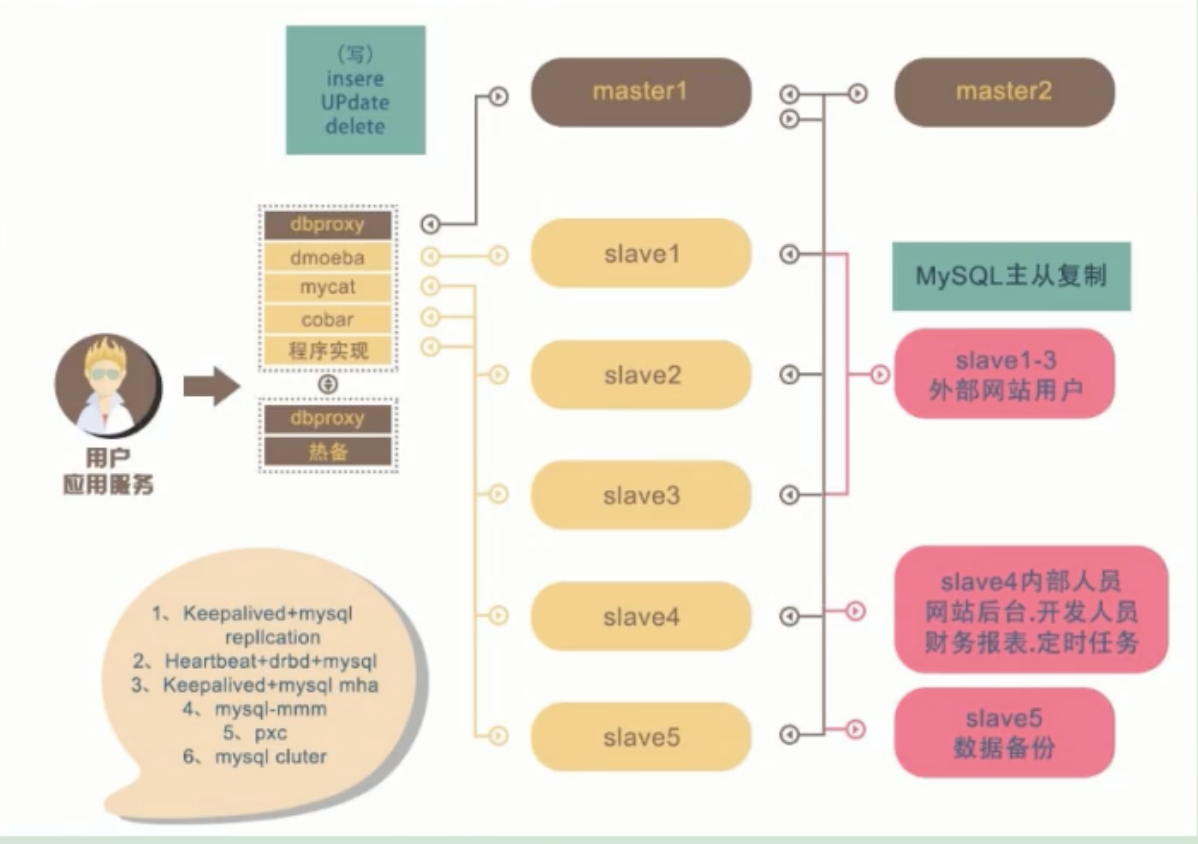 （写）
insere
UPdate
delete
master1
master2
dbproxy
dmoeba
mycat
cobar
程序实现
dbproxy
热备
用户
应用服务
slave1
slave2
slave3
slave4
slave5
MySQL主从复制
slave1-3
外部网站用户
slave4内部人员
网站后台.开发人员
财务报表.定时任务
slave5
数据备份
1、Keepalived+mysql
repllcation
2、Heartbeat+drbd+mysql
3、Keepalived+mysql mha
4、mysql-mmm
5、pxc
6、mysql cluter